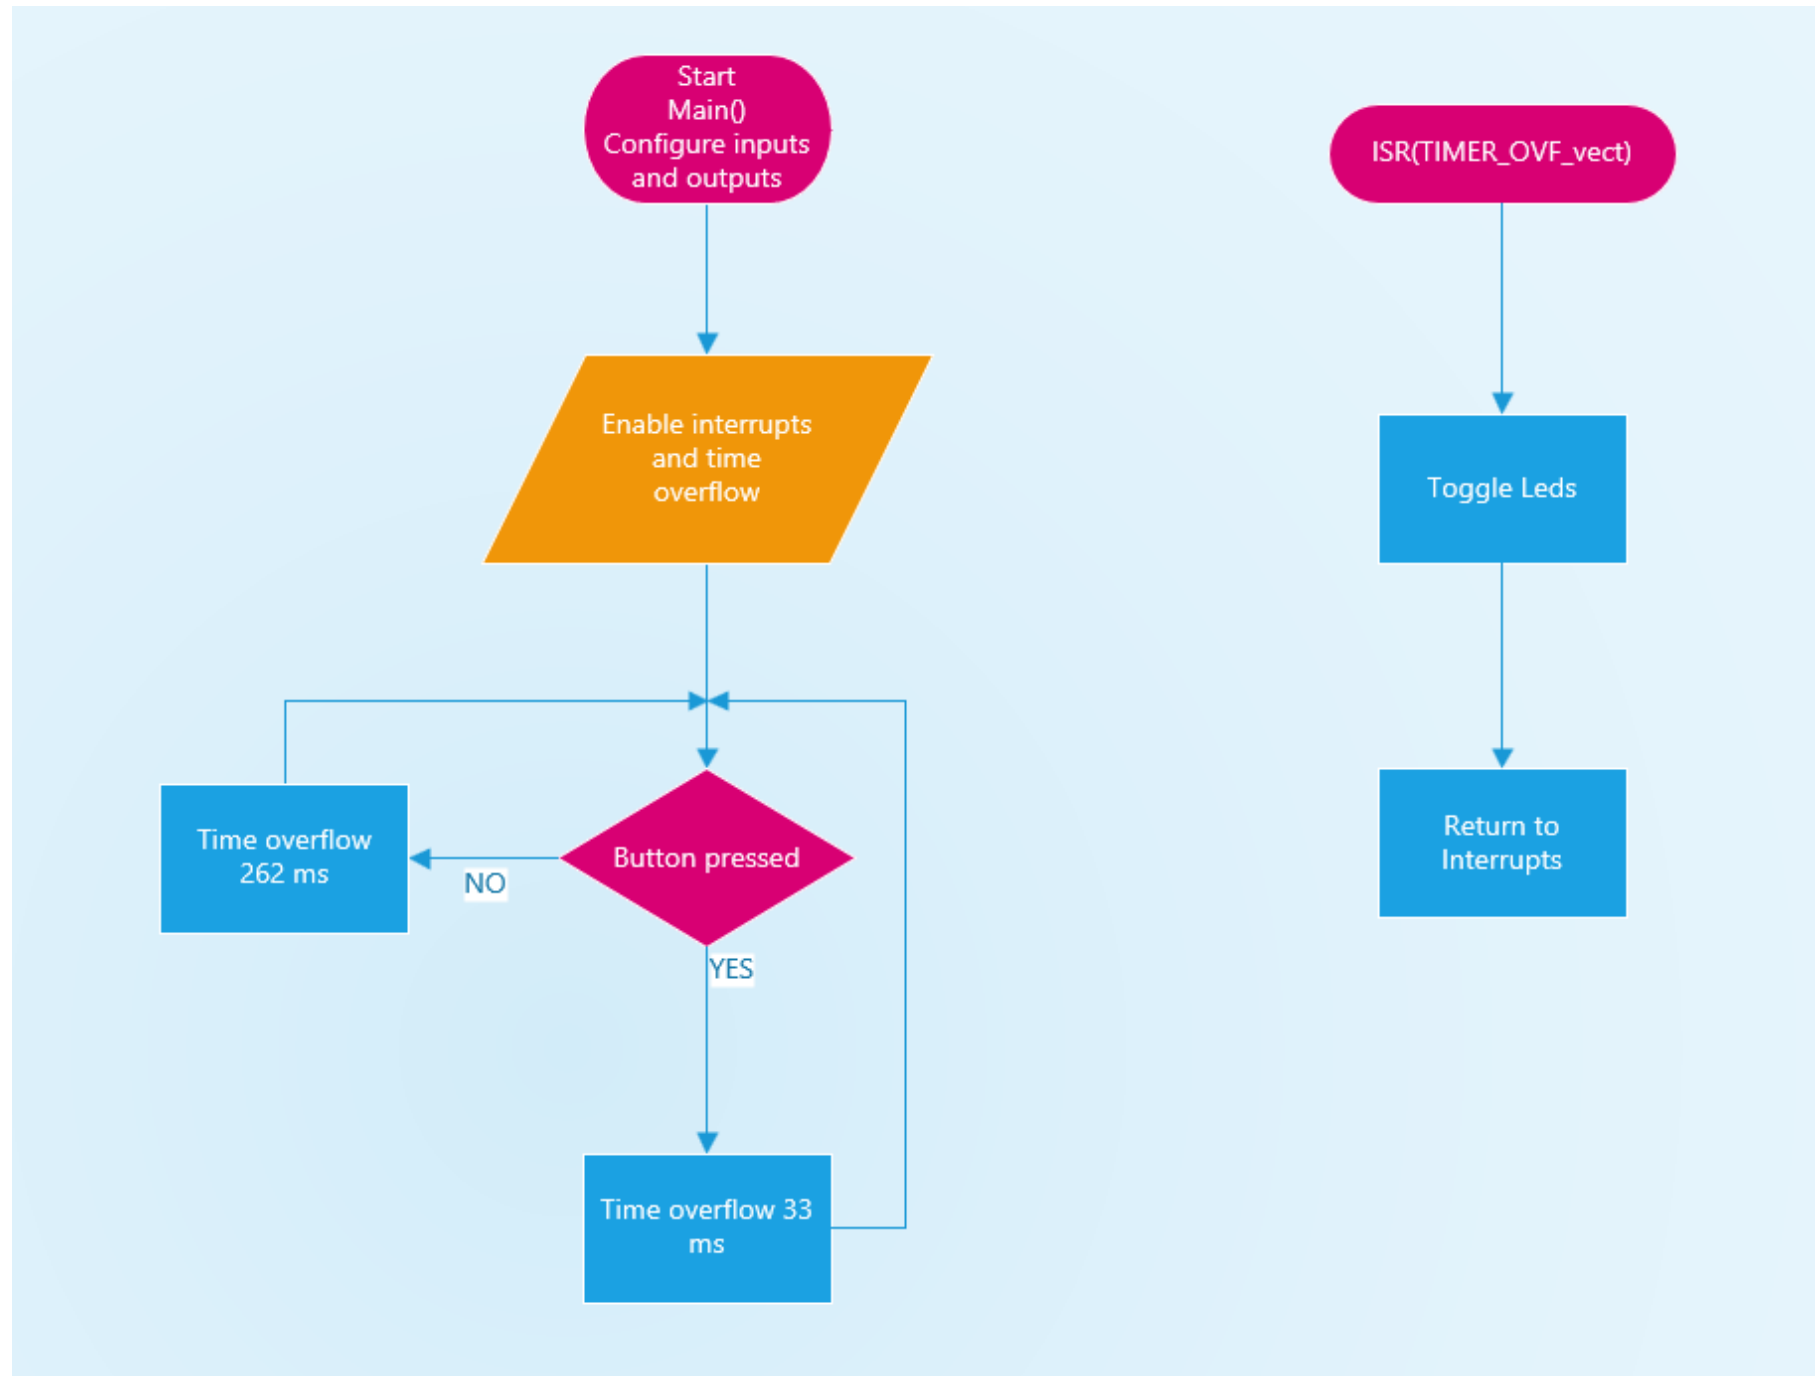 Start
Main()
Configure inputs
and outputs
Enable interrupts
and time
overflow
Button pressed
NO
Time overflow
262 ms
YES
Time overflow 33
ms
ISR(TIMER_OVF_vect)
Toggle Leds
Return to
Interrupts